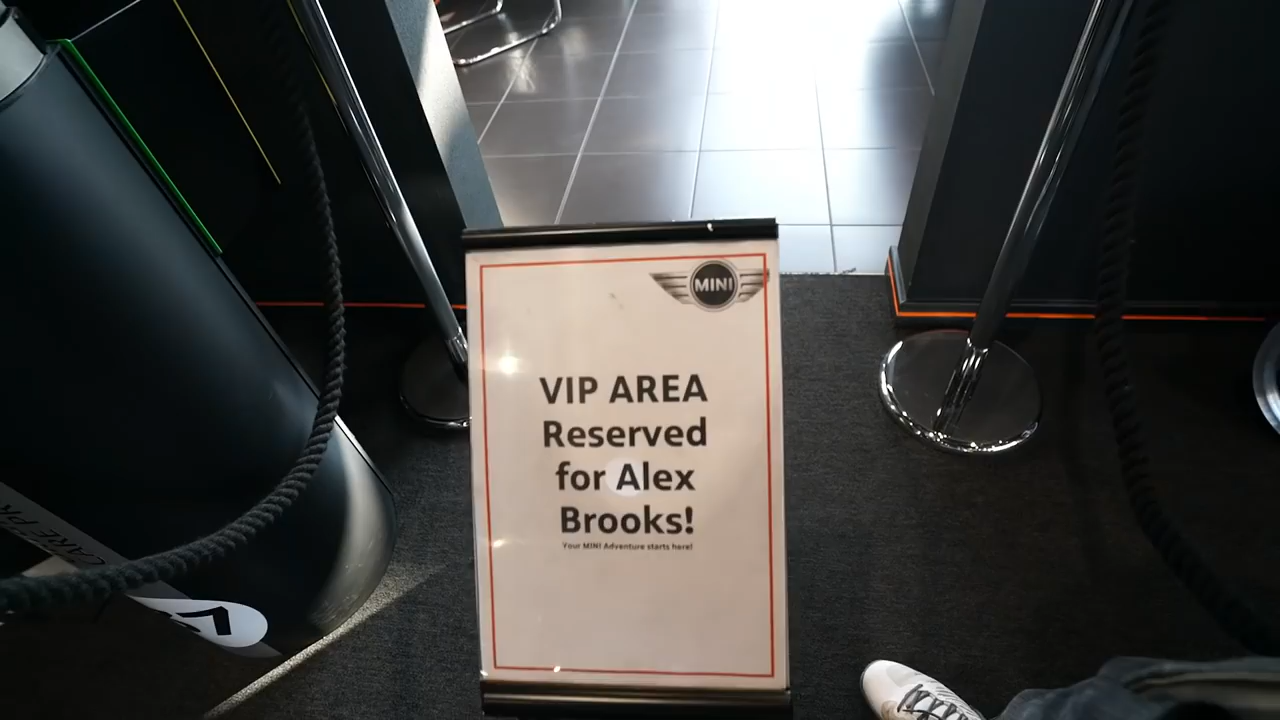 MINI
VIP AREA
Reserved
for Alex
Brooks!
Your MINI Adventure starts here!